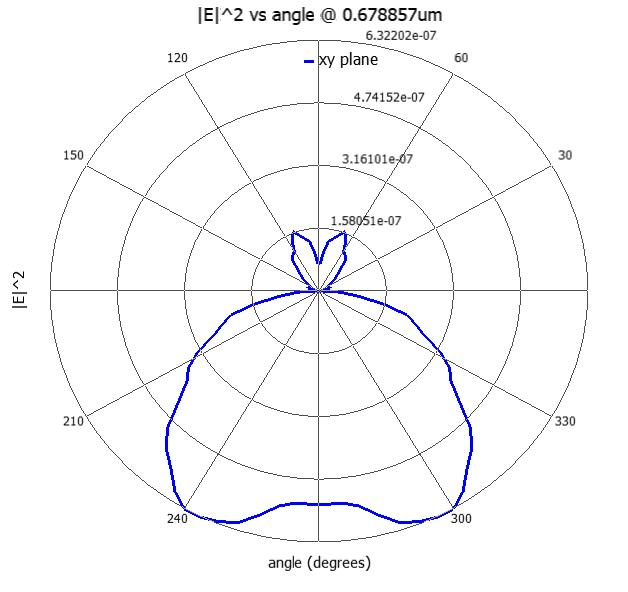 |E|^2 vs angle @ 0.678857um
6.32202e-07
120
xy plane
60
4.74152e-07
150
3.16101e-07
30
1.58051e-07
|E|^2
210
330
240
300
angle (degrees)